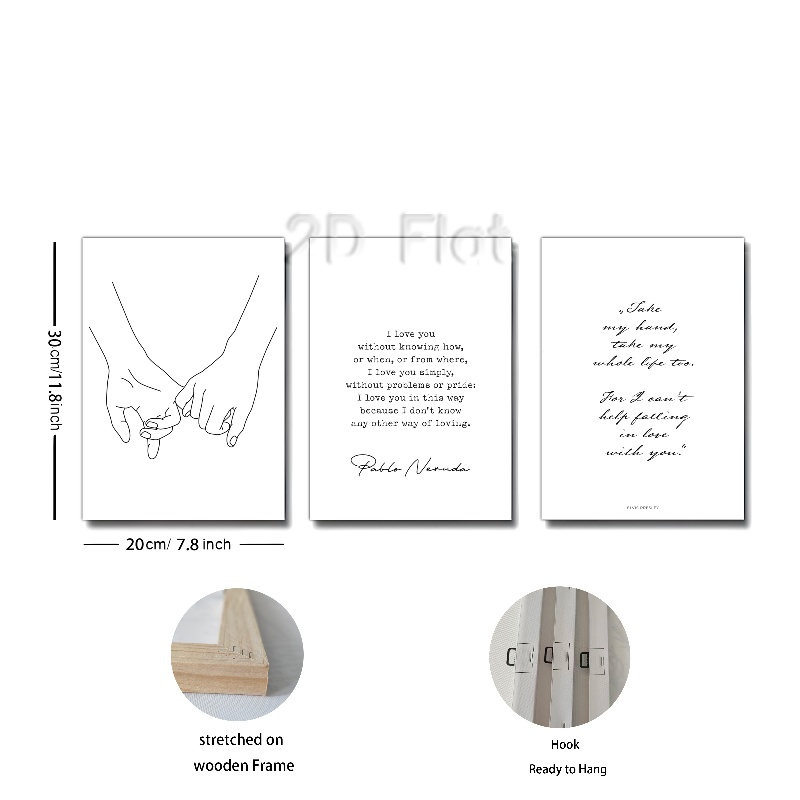 2D Flat
30cm/11.8inch
20cm/ 7.8 inch
I love you
without knowing how,
or when, or from where,
I love you simply,
without problems or pride:
I love you in this way
because I don't know
any other way of loving.
Pablo Neruda
„Take
my hand,
take my
whole life too.
For I can't
help falling
in love
with you."
ELVIS PRESLEY
stretched on
wooden Frame
Hook
Ready to Hang